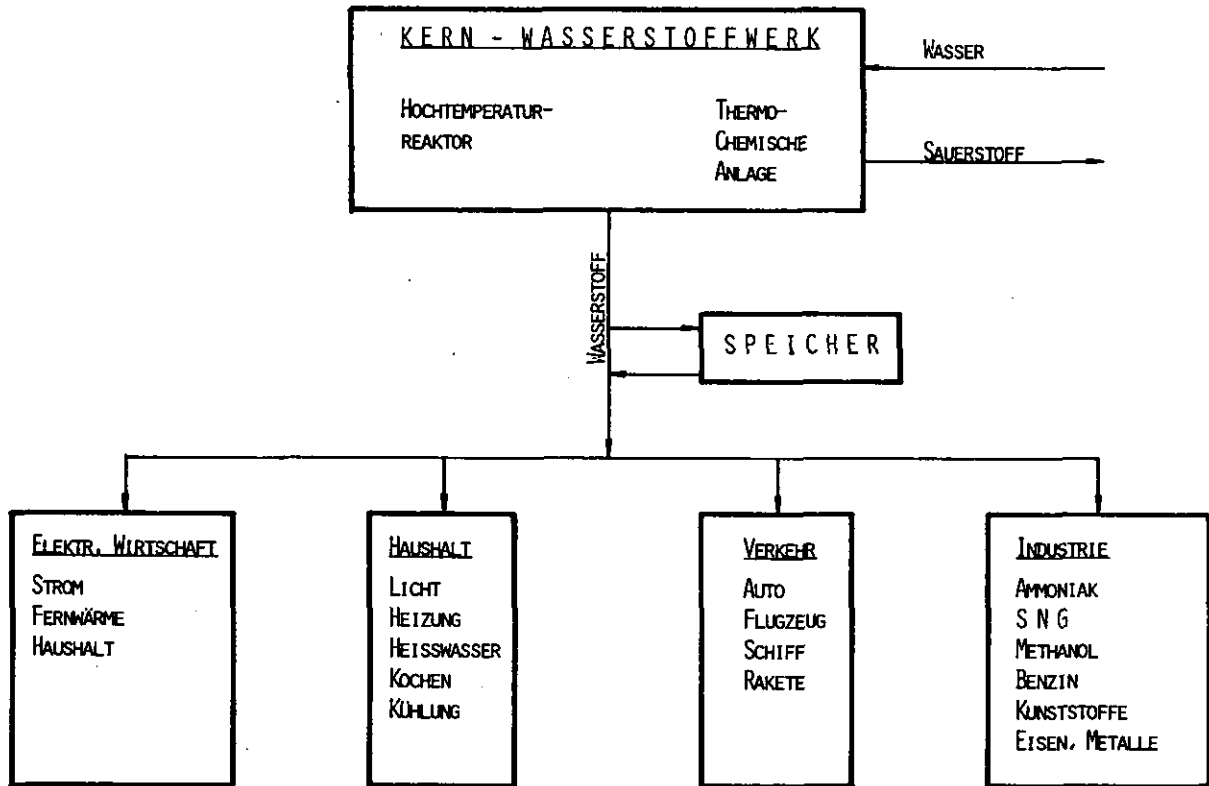 KERN - WASSERSTOFFWERK
WASSER
HOCHTEMPERATUR-
REAKTOR
THERMO-
CHEMISCHE
ANLAGE
SAUERSTOFF
WASSERSTOFF
SPEICHER
ELEKTR. WIRTSCHAFT
STROM
FERNWÄRME
HAUSHALT
HAUSHALT
LICHT
HEIZUNG
HEISSWASSER
KOCHEN
KÜHLUNG
VERKEHR
AUTO
FLUGZEUG
SCHIFF
RAKETE
INDUSTRIE
AMMONIAK
S N G
METHANOL
BENZIN
KUNSTSTOFFE
EISEN, METALLE